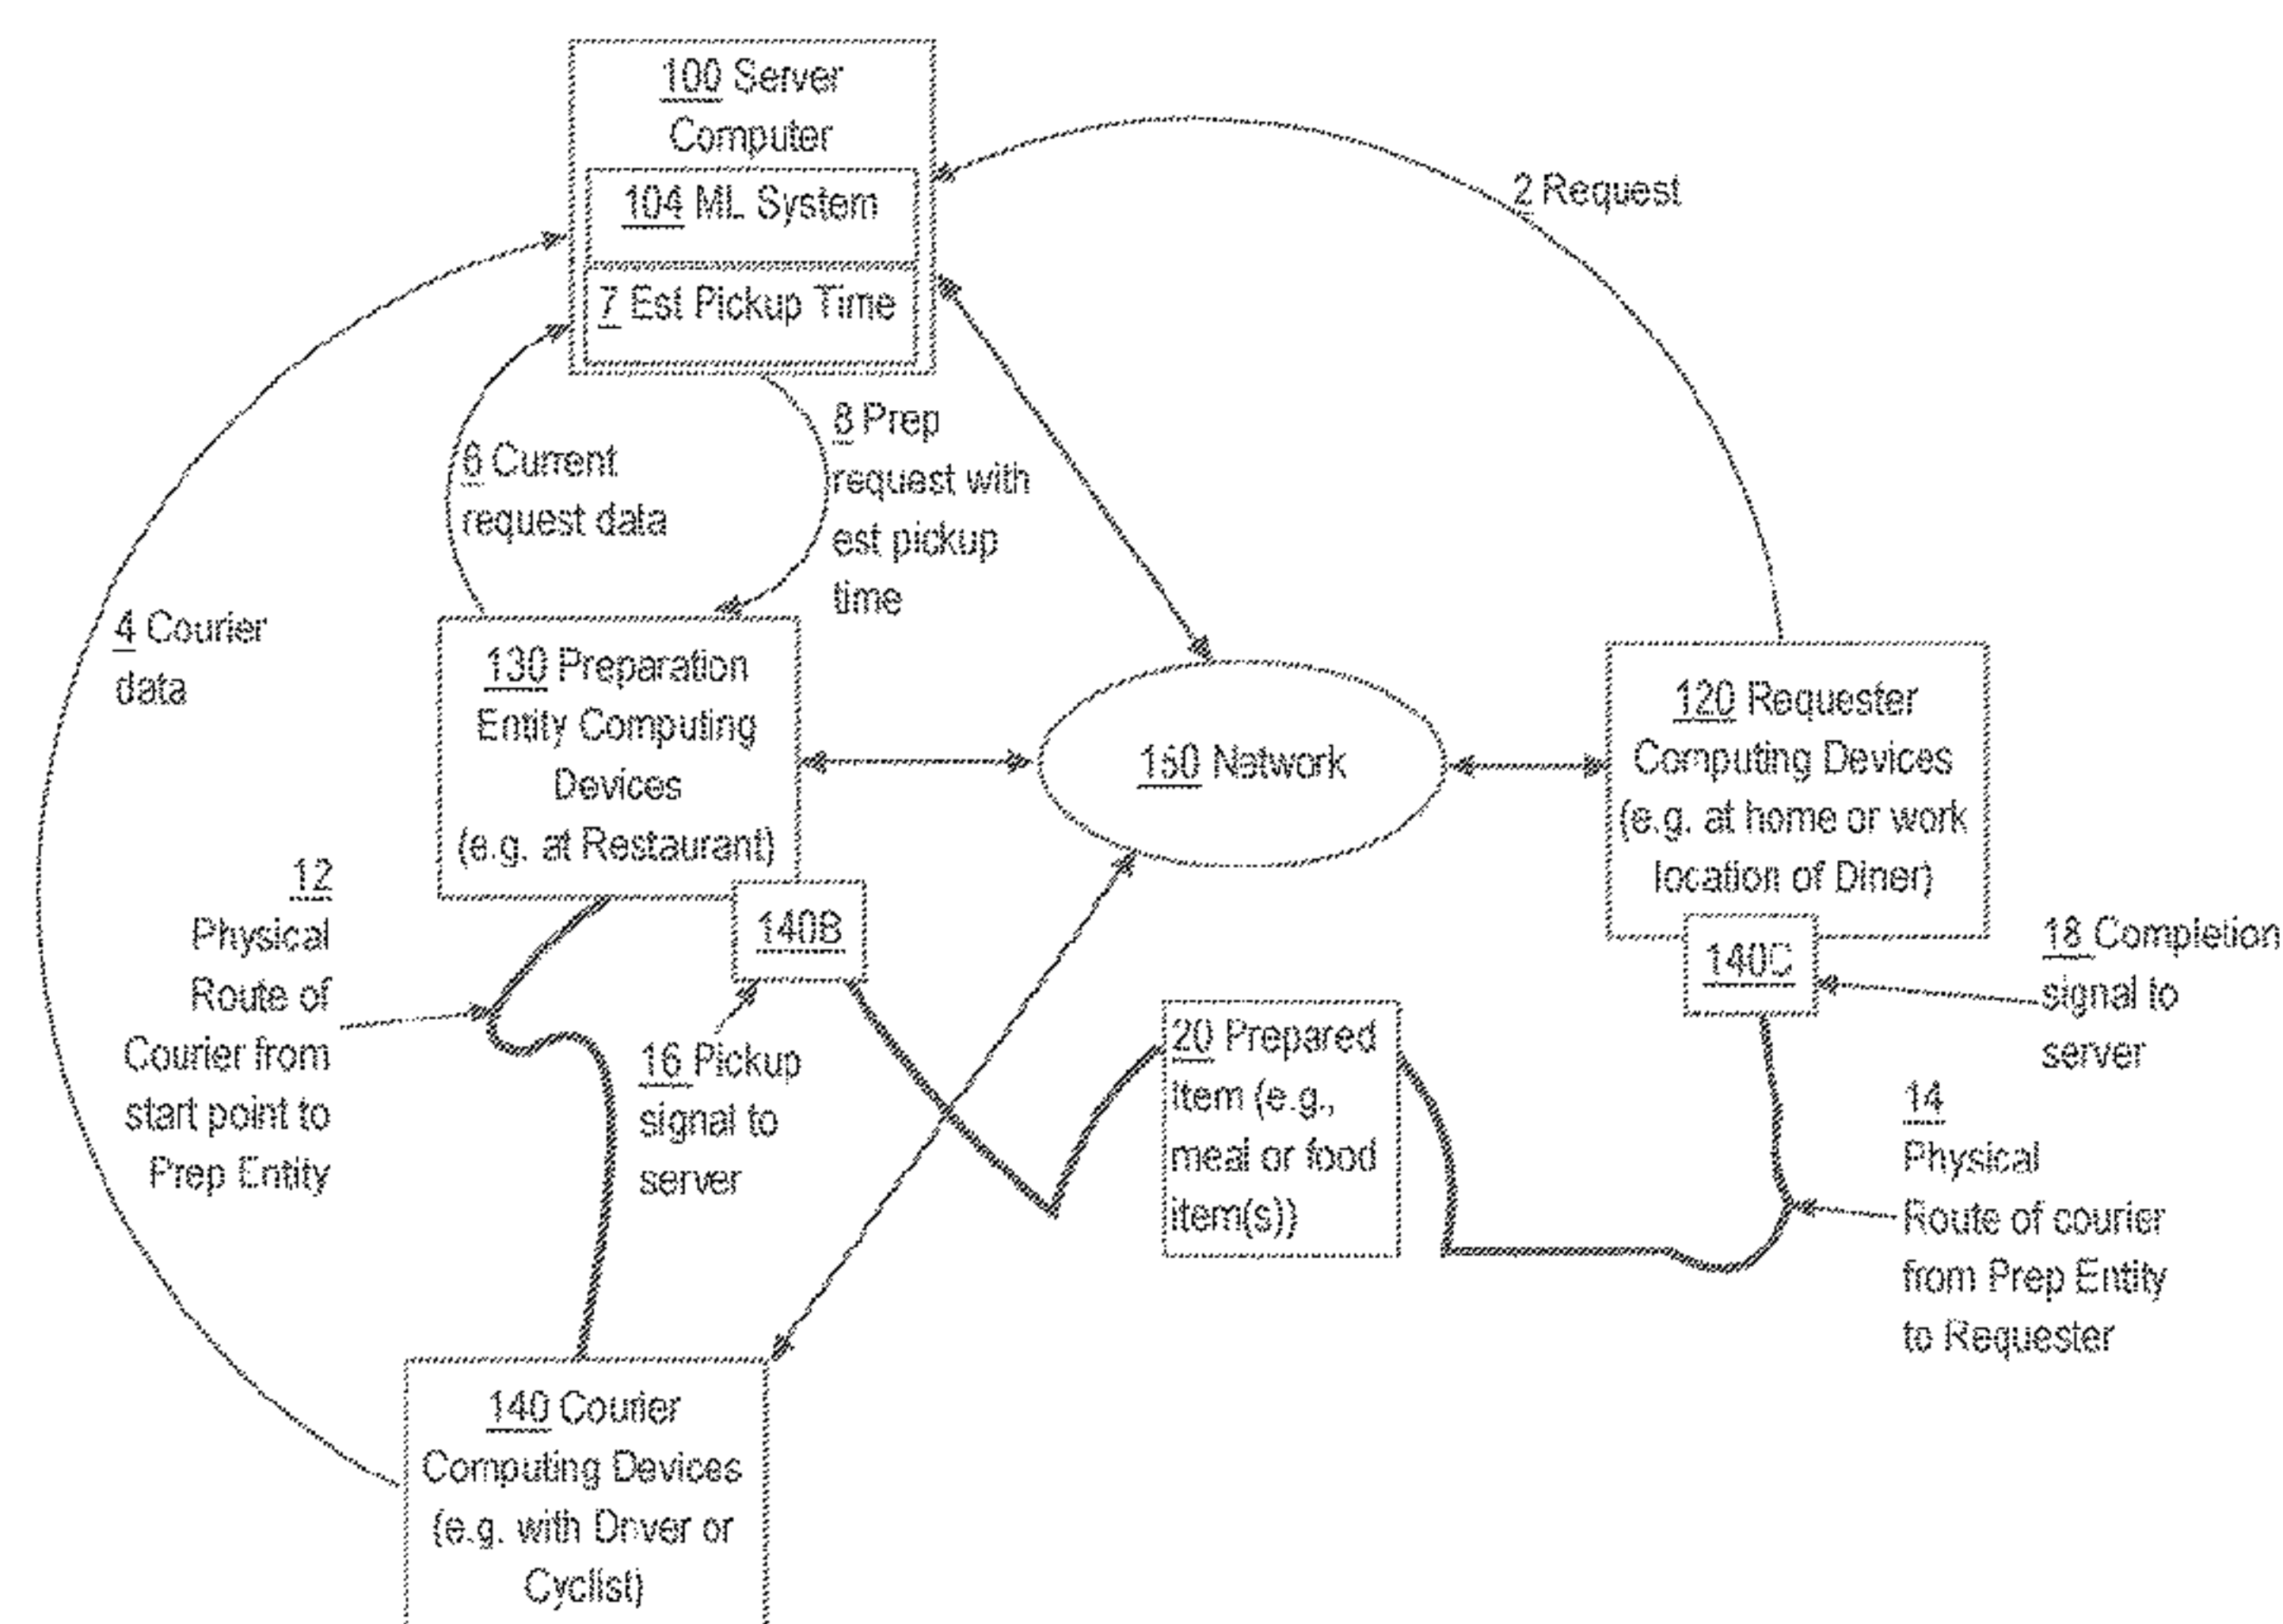 100 Server
Computer
104 ML System
7 Est Pickup Time
2 Request
6 Current
request data
8 Prep
request with
est pickup
time
4 Courier
data
130 Preparation
Entity Computing
Devices
(e.g. at Restaurant)
160 Network
120 Requester
Computing Devices
(e.g. at home or work
location of Diner)
12
Physical
Route of
Courier from
start point to
Prep Entity
140B
16 Pickup
signal to
server
20 Prepared
Item (e.g.,
meal or food
item(s))
140C
18 Completion
signal to
server
14
Physical
Route of courier
from Prep Entity
to Requester
140 Courier
Computing Devices
(e.g. with Driver or
Cyclist)